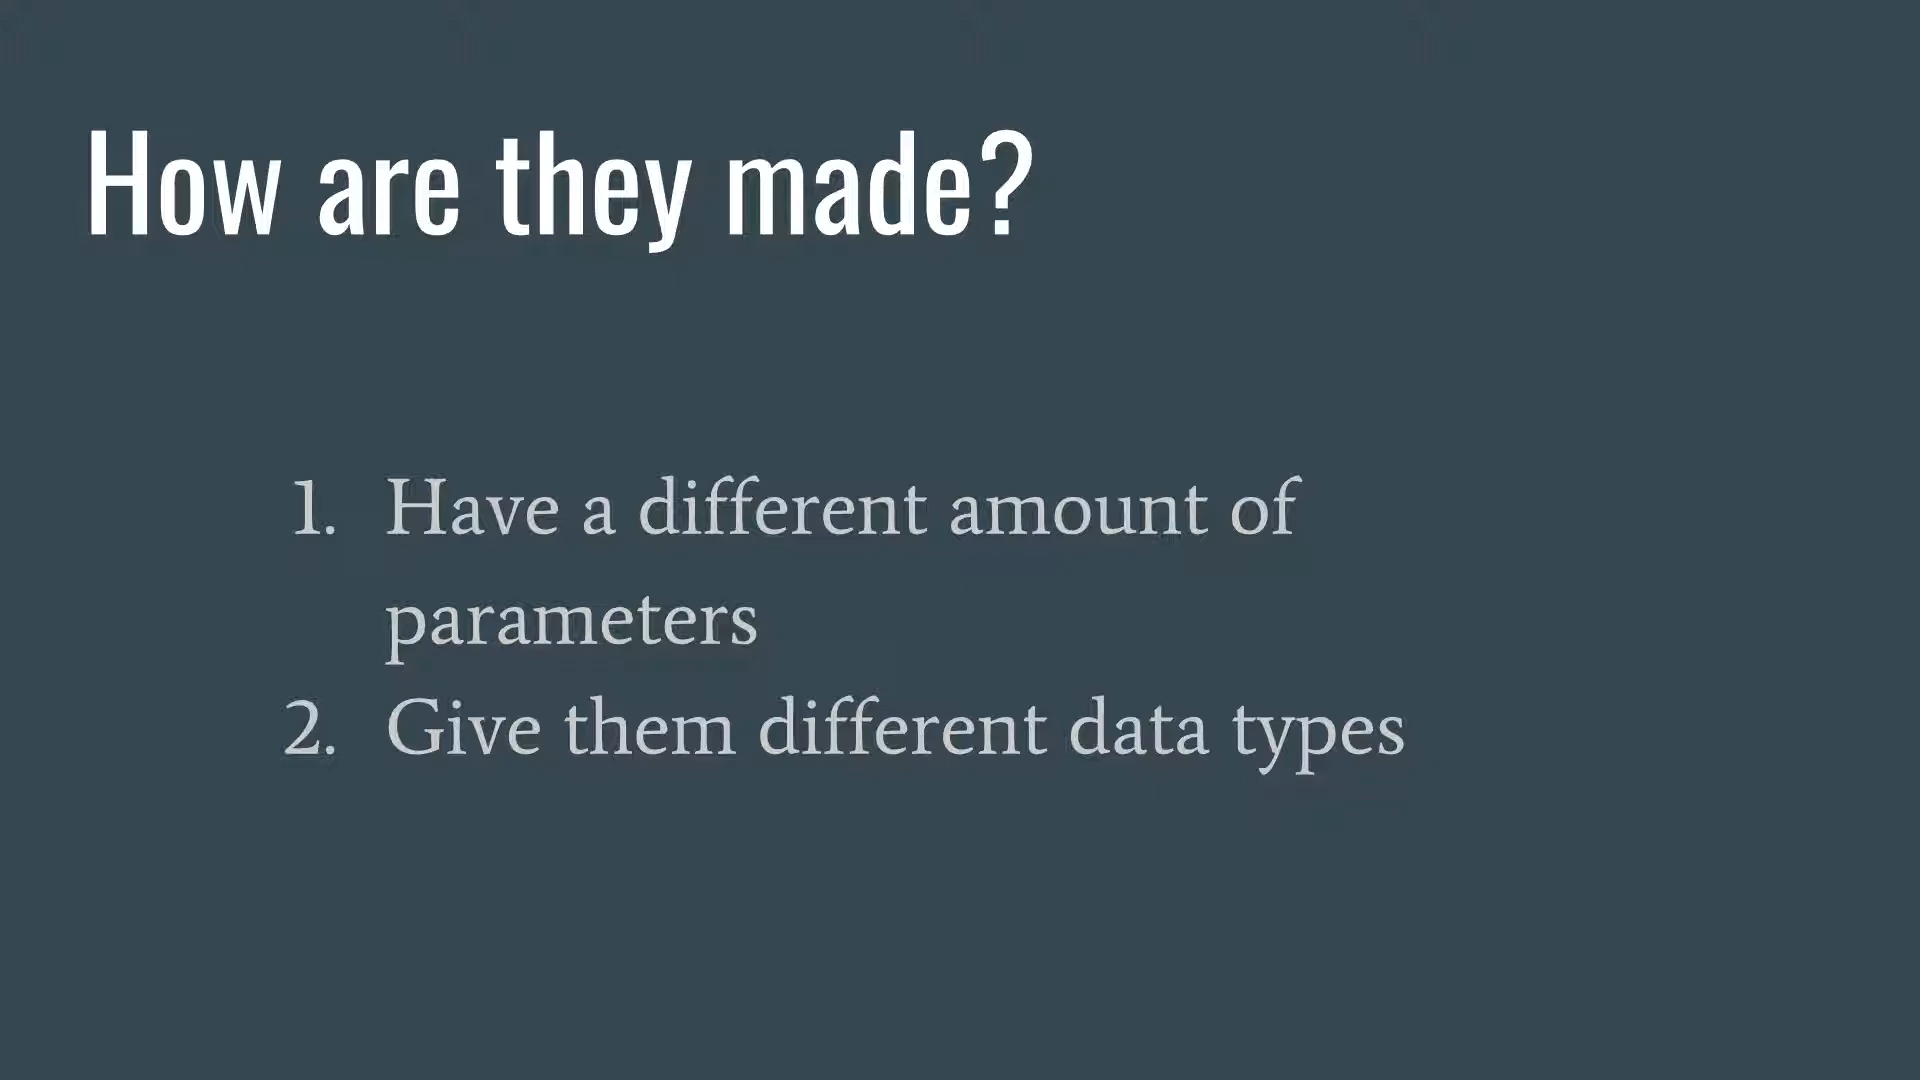 How are they made?
1. Have a different amount of
parameters
2. Give them different data types